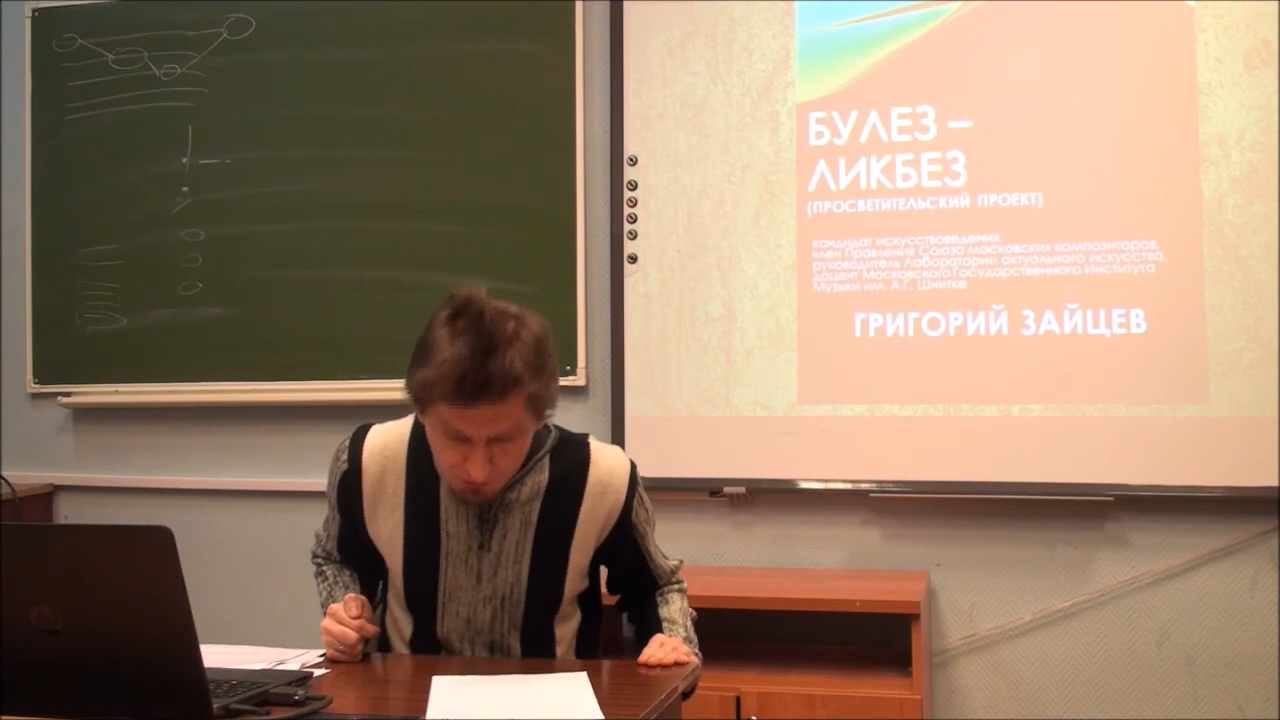 БУЛЕЗ –
ЛИКБЕЗ
(ПРОСВЕТИТЕЛЬСКИЙ ПРОЕКТ)
кандидат искусствоведения,
член Правления Союза московских композиторов,
руководитель Лаборатории актуального искусства,
доцент Московского Государственного Института
Музыки им. А.Г. Шнитке
ГРИГОРИЙ ЗАЙЦЕВ